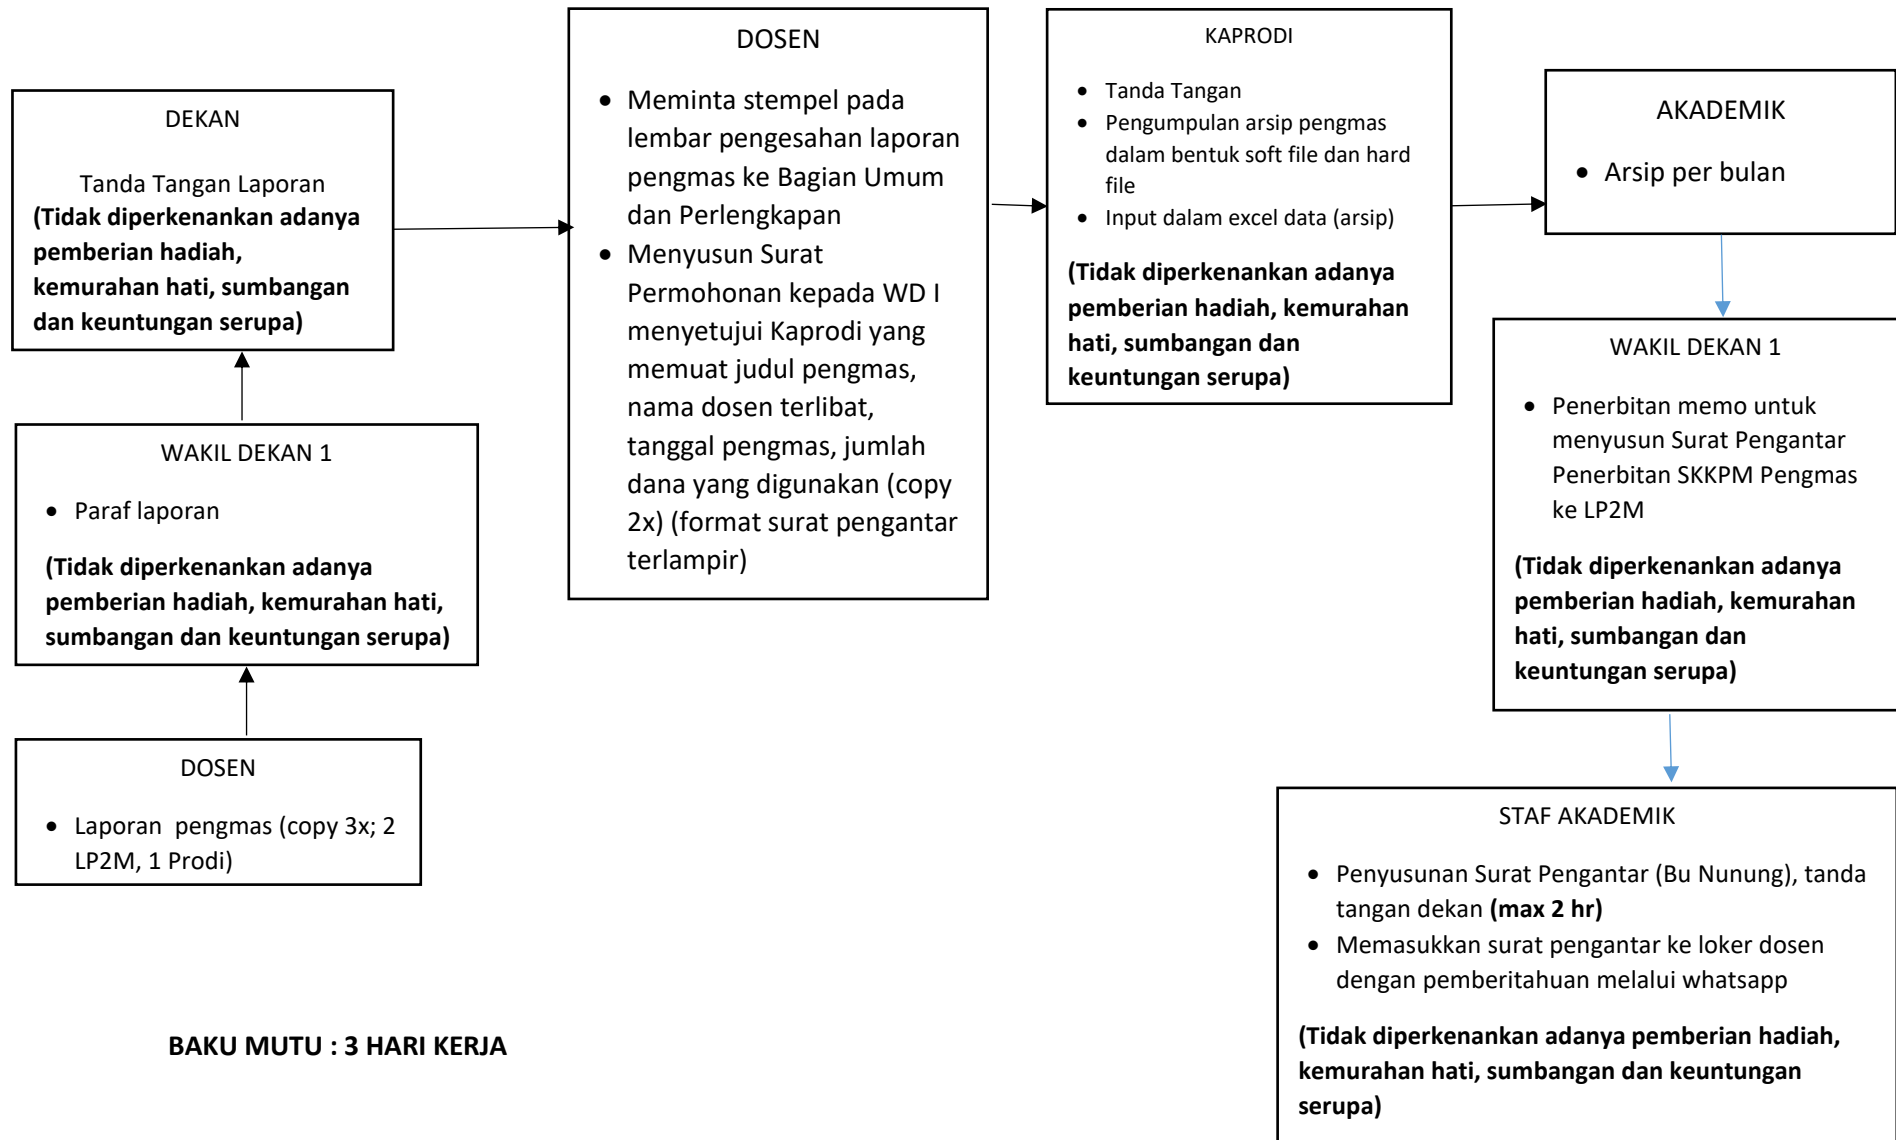 DOSEN
• Laporan  pengmas (copy 3x; 2
LP2M, 1 Prodi)
WAKIL DEKAN 1
• Paraf laporan
(Tidak diperkenankan adanya
pemberian hadiah, kemurahan hati,
sumbangan dan keuntungan serupa)
DEKAN
Tanda Tangan Laporan
(Tidak diperkenankan adanya
pemberian hadiah,
kemurahan hati, sumbangan
dan keuntungan serupa)
DOSEN
• Meminta stempel pada
lembar pengesahan laporan
pengmas ke Bagian Umum
dan Perlengkapan
• Menyusun Surat
Permohonan kepada WD I
menyetujui Kaprodi yang
memuat judul pengmas,
nama dosen terlibat,
tanggal pengmas, jumlah
dana yang digunakan (copy
2x) (format surat pengantar
terlampir)
KAPRODI
• Tanda Tangan
• Pengumpulan arsip pengmas
dalam bentuk soft file dan hard
file
• Input dalam excel data (arsip)
(Tidak diperkenankan adanya
pemberian hadiah, kemurahan
hati, sumbangan dan
keuntungan serupa)
AKADEMIK
• Arsip per bulan
WAKIL DEKAN 1
• Penerbitan memo untuk
menyusun Surat Pengantar
Penerbitan SKKPM Pengmas
ke LP2M
(Tidak diperkenankan adanya
pemberian hadiah, kemurahan
hati, sumbangan dan
keuntungan serupa)
STAF AKADEMIK
• Penyusunan Surat Pengantar (Bu Nunung), tanda
tangan dekan (max 2 hr)
• Memasukkan surat pengantar ke loker dosen
dengan pemberitahuan melalui whatsapp
(Tidak diperkenankan adanya pemberian hadiah,
kemurahan hati, sumbangan dan keuntungan
serupa)
BAKU MUTU : 3 HARI KERJA